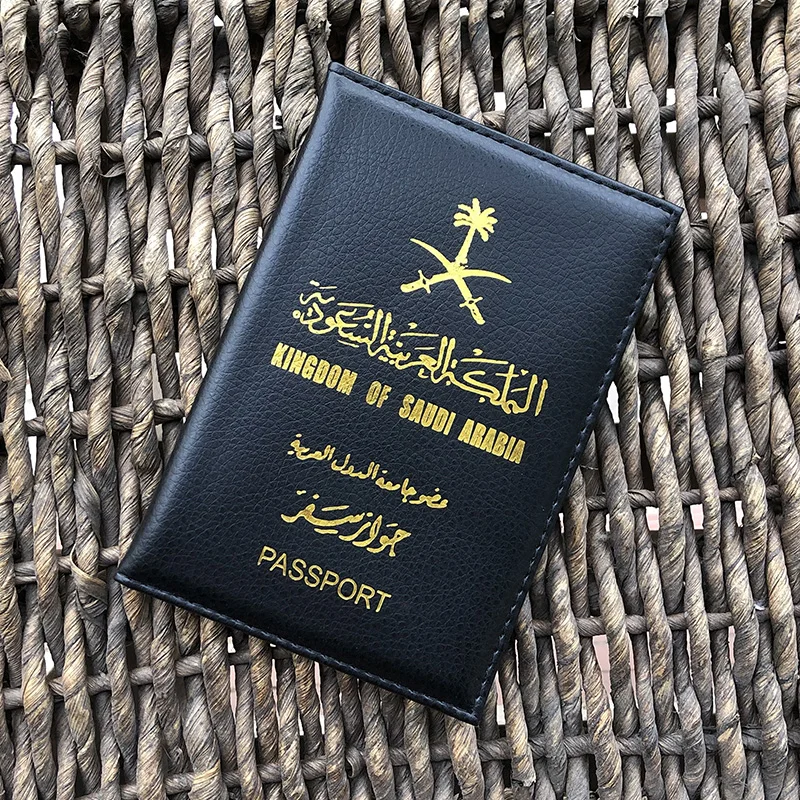 المملكة العربية السعودية
KINGDOM OF SAUDI ARABIA
عضو جامعة الدول العربية
جواز سفر
PASSPORT